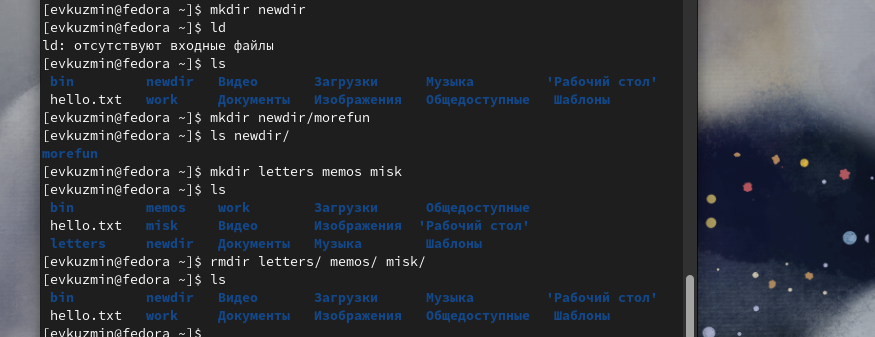 [evkuzmin@fedora ~]$ mkdir newdir
[evkuzmin@fedora ~]$ ld
ld: отсутствуют входные файлы
[evkuzmin@fedora ~]$ ls
bin newdir Видео Загрузки Музыка 'Рабочий стол'
hello.txt work Документы Изображения Общедоступные Шаблоны
[evkuzmin@fedora ~]$ mkdir newdir/morefun
[evkuzmin@fedora ~]$ ls newdir/
morefun
[evkuzmin@fedora ~]$ mkdir letters memos misk
[evkuzmin@fedora ~]$ ls
bin memos work Загрузки Общедоступные
hello.txt misk Видео Изображения 'Рабочий стол'
letters newdir Документы Музыка Шаблоны
[evkuzmin@fedora ~]$ rmdir letters/ memos/ misk/
[evkuzmin@fedora ~]$ ls
bin newdir Видео Загрузки Музыка 'Рабочий стол'
hello.txt work Документы Изображения Общедоступные Шаблоны
[evkuzmin@fedora ~]$